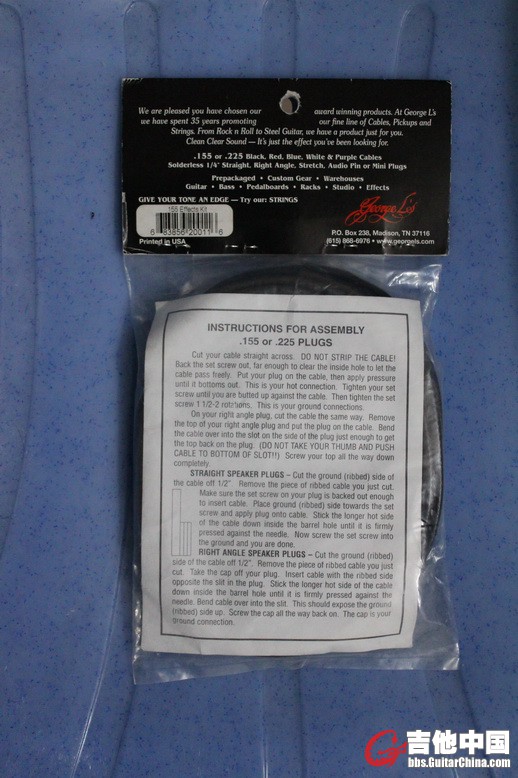 We are pleased you have chosen our award winning products. At George L's
we have spent 35 years promoting our fine line of Cables, Pickups and
Strings. From Rock n Roll to Steel Guitar, we have a product just for you.
Clean Clear Sound — It's just the effect you've been looking for.
.155 or .225 Black, Red, Blue, White & Purple Cables
Solderless 1/4" Straight, Right Angle, Stretch, Audio Pin or Mini Plugs
Prepackaged • Custom Gear • Warehouses
Guitar • Bass • Pedalboards • Racks • Studio • Effects
GIVE YOUR TONE AN EDGE – Try our: STRINGS
155 Effects Kit
6 63856 20011 6
Printed in USA
George L's
P.O. Box 238, Madison, TN 37116
(615) 868-6976 • www.georgels.com
INSTRUCTIONS FOR ASSEMBLY
.155 or .225 PLUGS
Cut your cable straight across. DO NOT STRIP THE CABLE!
Back the set screw out, far enough to clear the inside hole to let the
cable pass freely. Put your plug on the cable, then apply pressure
until it bottoms out. This is your hot connection. Tighten your set
screw until you are butted up against the cable. Then tighten the set
screw 1 1/2-2 rotations. This is your ground connections.
On your right angle plug, cut the cable the same way. Remove
the top of your right angle plug and put the plug on the cable. Bend
the cable over into the slot on the side of the plug just enough to get
the top back on the plug. (DO NOT TAKE YOUR THUMB AND PUSH
CABLE TO BOTTOM OF SLOT!!) Screw your top all the way down
completely.
STRAIGHT SPEAKER PLUGS – Cut the ground (ribbed) side of
the cable off 1/2". Remove the piece of ribbed cable you just cut.
Make sure the set screw on your plug is backed out enough
to insert cable. Place ground (ribbed) side towards the set
screw and apply plug onto cable. Stick the longer hot side
of the cable down inside the barrel hole until it is firmly
pressed against the needle. Now screw the set screw into
the ground and you are done.
RIGHT ANGLE SPEAKER PLUGS – Cut the ground (ribbed)
side of the cable off 1/2". Remove the piece of ribbed cable you just
cut. Take the cap off your plug. Insert cable with the ribbed side
opposite the slit in the plug. Stick the longer hot side of the cable
down inside the barrel hole until it is firmly pressed against the
needle. Bend cable over into the slit. This should expose the ground
(ribbed) side up. Screw the cap all the way back on. The cap is your
ground connection.
吉他中国
bbs.GuitarChina.com